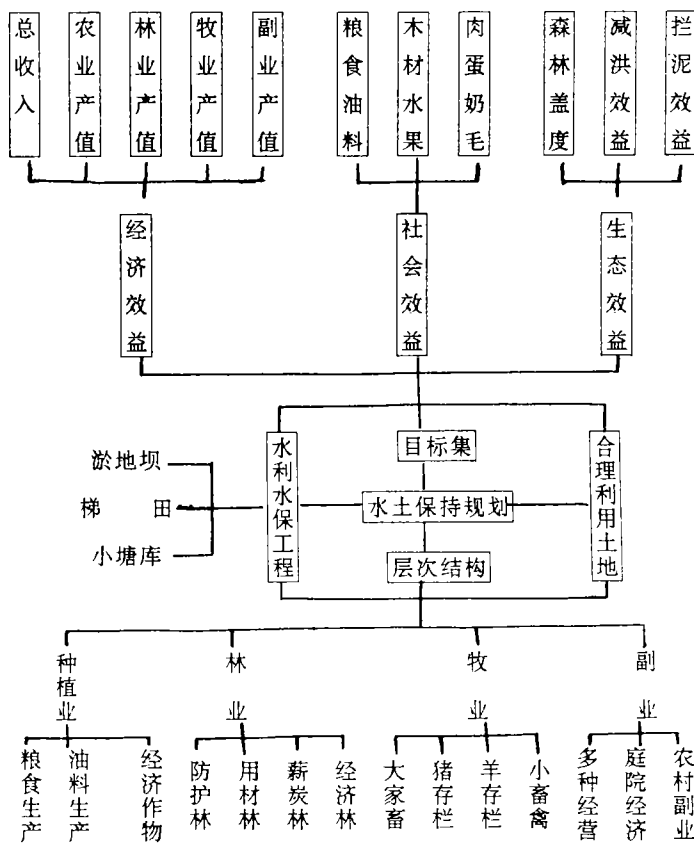 总收入
农业产值
林业产值
牧业产值
副业产值
粮食油料
木材水果
肉蛋奶毛
森林盖度
减洪效益
拦泥效益
经济效益
社会效益
生态效益
水利水保工程
目标集
合理利用土地
淤地坝
梯田
小塘库
水土保持规划
层次结构
种植业
林业
牧业
副业
粮食生产
油料生产
经济作物
防护林
用材林
薪炭林
经济林
大家畜
猪存栏
羊存栏
小畜禽
多种经营
庭院经济
农村副业